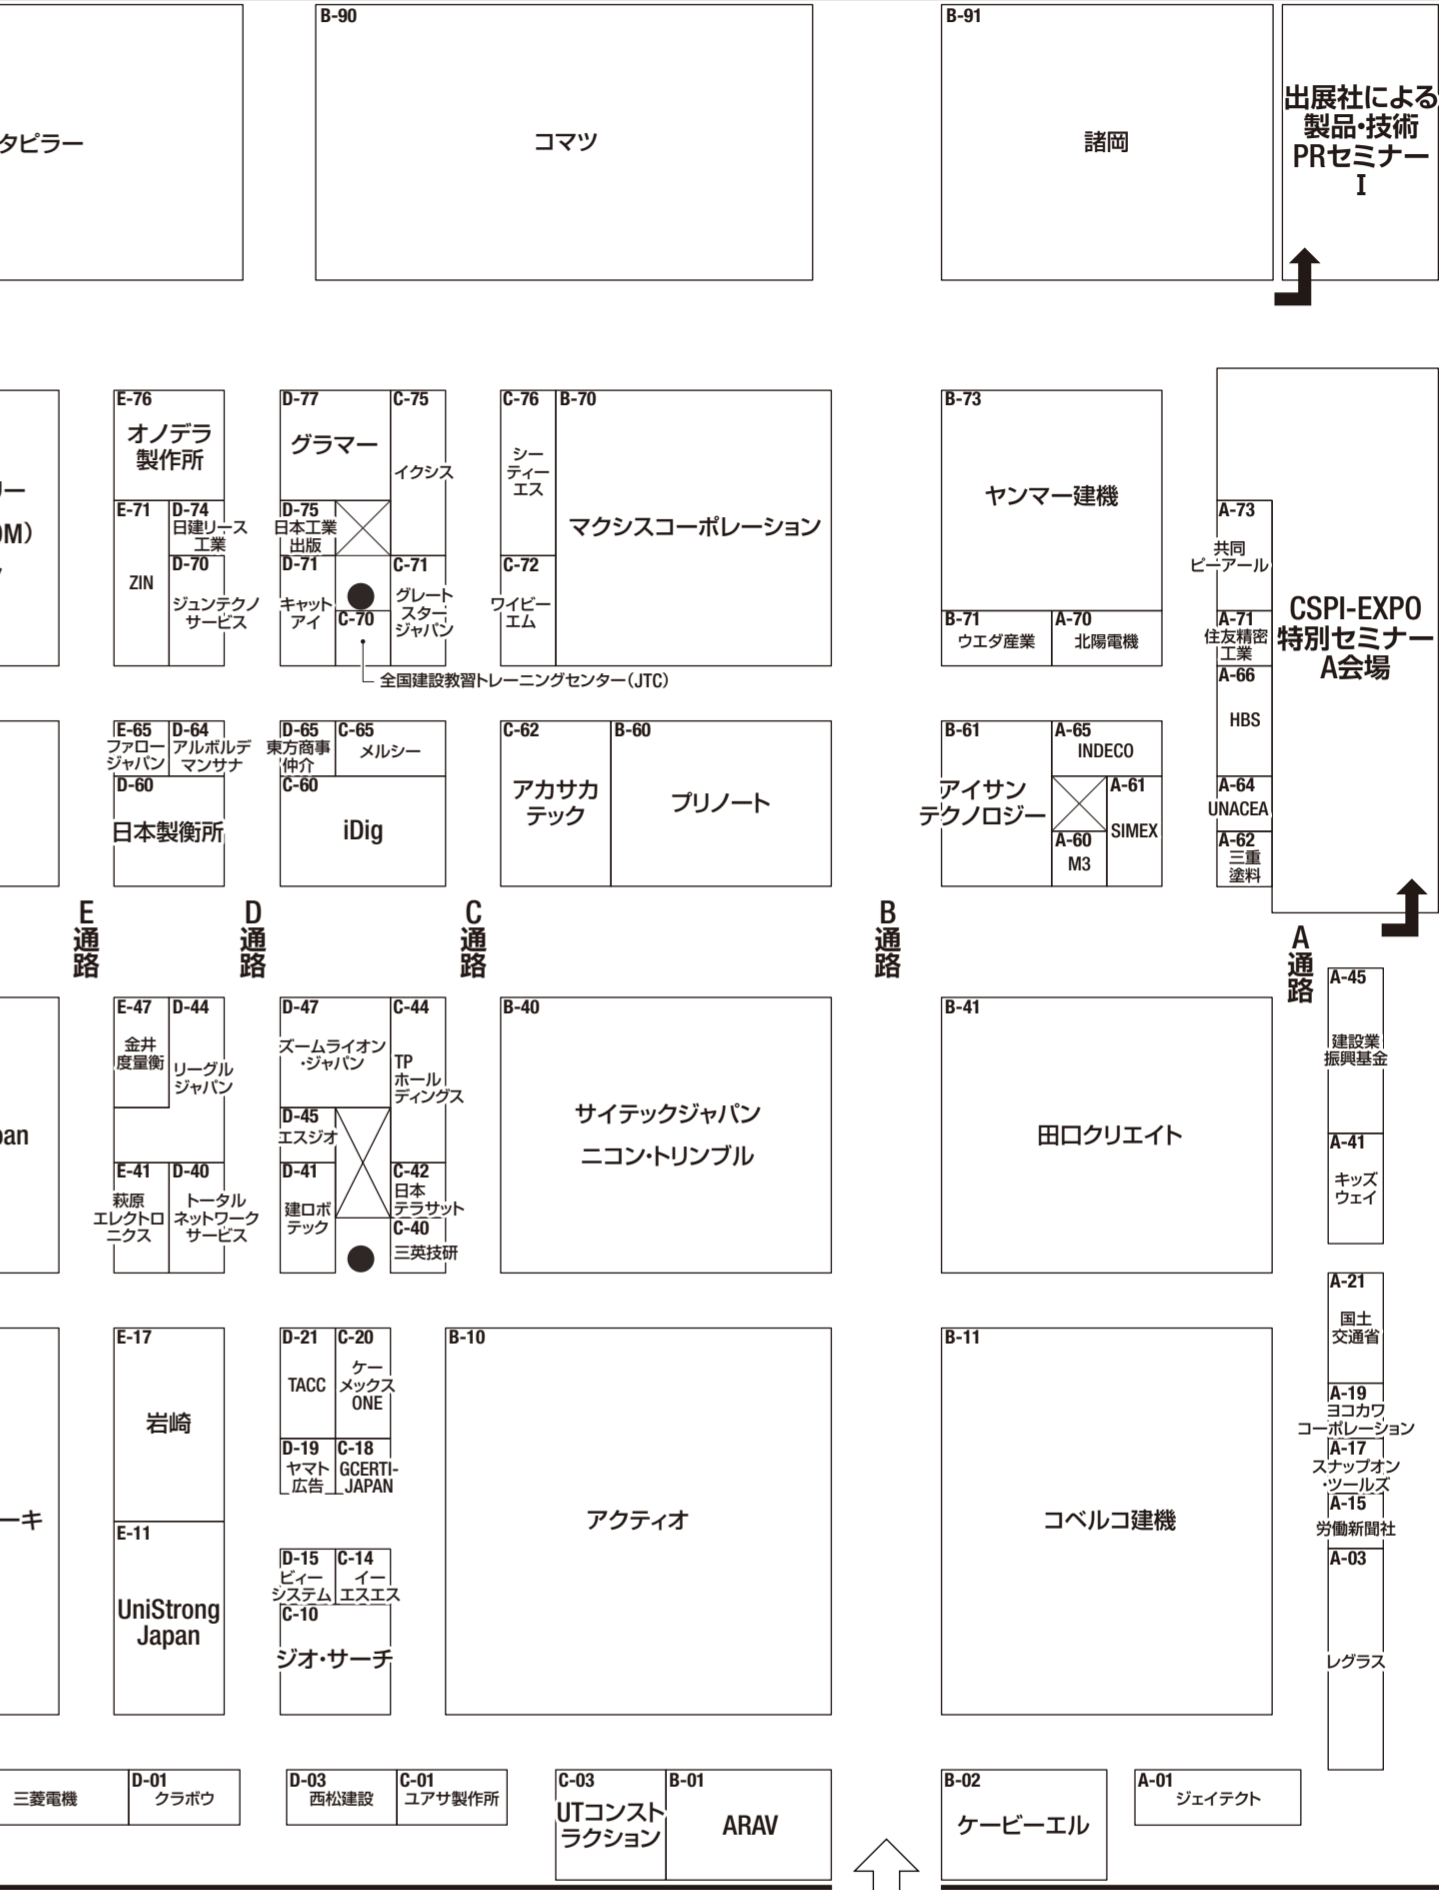 タピラー
B-90
コマツ
B-91
諸岡
出展社による
製品・技術
PRセミナー
I
リー
OM）
E-76
オノデラ
製作所
E-71
ZIN
D-74
日建リース
工業
D-70
ジュンテクノ
サービス
D-77
グラマー
C-75
イクシス
D-75
日本工業
出版
D-71
キャット
アイ
C-70
C-71
グレート
スター
ジャパン
全国建設教習トレーニングセンター（JTC）
C-76
シー
ティー
エス
B-70
マクシスコーポレーション
C-72
ワイビー
エム
B-73
ヤンマー建機
B-71
ウエダ産業
A-70
北陽電機
A-73
共同
ピーアール
A-71
住友精密
工業
A-66
HBS
A-64
UNACEA
A-62
三重
塗料
CSPI-EXPO
特別セミナー
A会場
E-65
ファロー
ジャパン
D-64
アルボルデ
マンサナ
D-60
日本製衡所
D-65
東方商事
仲介
C-65
メルシー
C-60
iDig
C-62
アカサカ
テック
B-60
プリノート
B-61
アイサン
テクノロジー
A-65
INDECO
A-61
SIMEX
A-60
M3
E
通
路
D
通
路
C
通
路
B
通
路
A
通
路
pan
E-47
金井
度量衡
D-44
リーグル
ジャパン
E-41
萩原
エレクトロ
ニクス
D-40
トータル
ネットワーク
サービス
D-47
ズームライオン
・ジャパン
C-44
TP
ホール
ディングス
D-45
エスジオ
D-41
建ロボ
テック
C-42
日本
テラサット
C-40
三英技研
B-40
サイテックジャパン
ニコン・トリンブル
B-41
田口クリエイト
A-45
建設業
振興基金
A-41
キッズ
ウェイ
A-21
国土
交通省
A-19
ヨコカワ
コーポレーション
A-17
スナップオン
・ツールズ
A-15
労働新聞社
A-03
レグラス
ーキ
E-17
岩崎
E-11
UniStrong
Japan
D-21
TACC
C-20
ケー
メックス
ONE
D-19
ヤマト
広告
C-18
GCERTI-
JAPAN
D-15
ビィー
システム
C-14
イー
エスエス
C-10
ジオ・サーチ
B-10
アクティオ
B-11
コベルコ建機
三菱電機
D-01
クラボウ
D-03
西松建設
C-01
ユアサ製作所
C-03
UTコンスト
ラクション
B-01
ARAV
B-02
ケービーエル
A-01
ジェイテクト